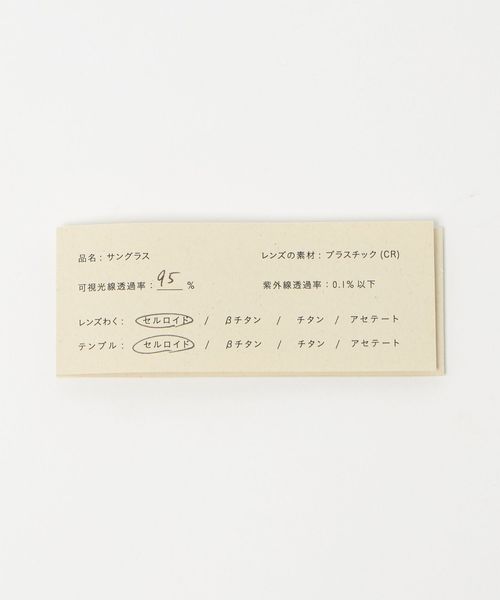 品名：サングラス　レンズの素材：プラスチック (CR)
可視光線透過率：95 %　紫外線透過率：0.1% 以下
レンズわく：　セルロイド　/　βチタン　/　チタン　/　アセテート
テンプル：　セルロイド　/　βチタン　/　チタン　/　アセテート